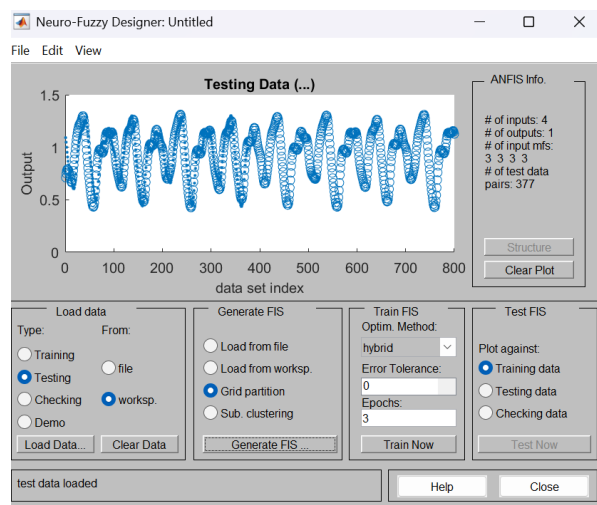 Neuro-Fuzzy Designer: Untitled
File Edit View
Testing Data (...)
1.5
1
0.5
0
Output
0 100 200 300 400 500 600 700 800
data set index
ANFIS Info.
# of inputs: 4
# of outputs: 1
# of input mfs:
3 3 3 3
# of test data
pairs: 377
Structure
Clear Plot
Load data
Type: From:
Training
Testing
Checking
Demo
file
worksp.
Load Data... Clear Data
Generate FIS
Load from file
Load from worksp.
Grid partition
Sub. clustering
Generate FIS ...
Train FIS
Optim. Method:
hybrid
Error Tolerance:
0
Epochs:
3
Train Now
Test FIS
Plot against:
Training data
Testing data
Checking data
Test Now
test data loaded
Help Close